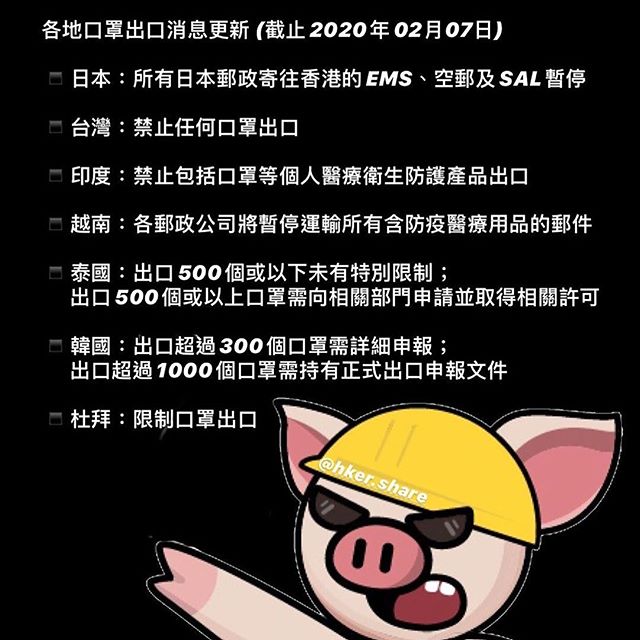 各地口罩出口消息更新 (截止 2020 年 02月07日)
▪️ 日本：所有日本郵政寄往香港的 EMS、空郵及 SAL 暫停
▪️ 台灣：禁止任何口罩出口
▪️ 印度：禁止包括口罩等個人醫療衛生防護產品出口
▪️ 越南：各郵政公司將暫停運輸所有含防疫醫療用品的郵件
▪️ 泰國：出口 500 個或以下未有特別限制；
出口 500 個或以上口罩需向相關部門申請並取得相關許可
▪️ 韓國：出口超過 300 個口罩需詳細申報；
出口超過 1000 個口罩需持有正式出口申報文件
▪️ 杜拜：限制口罩出口
@hker.share